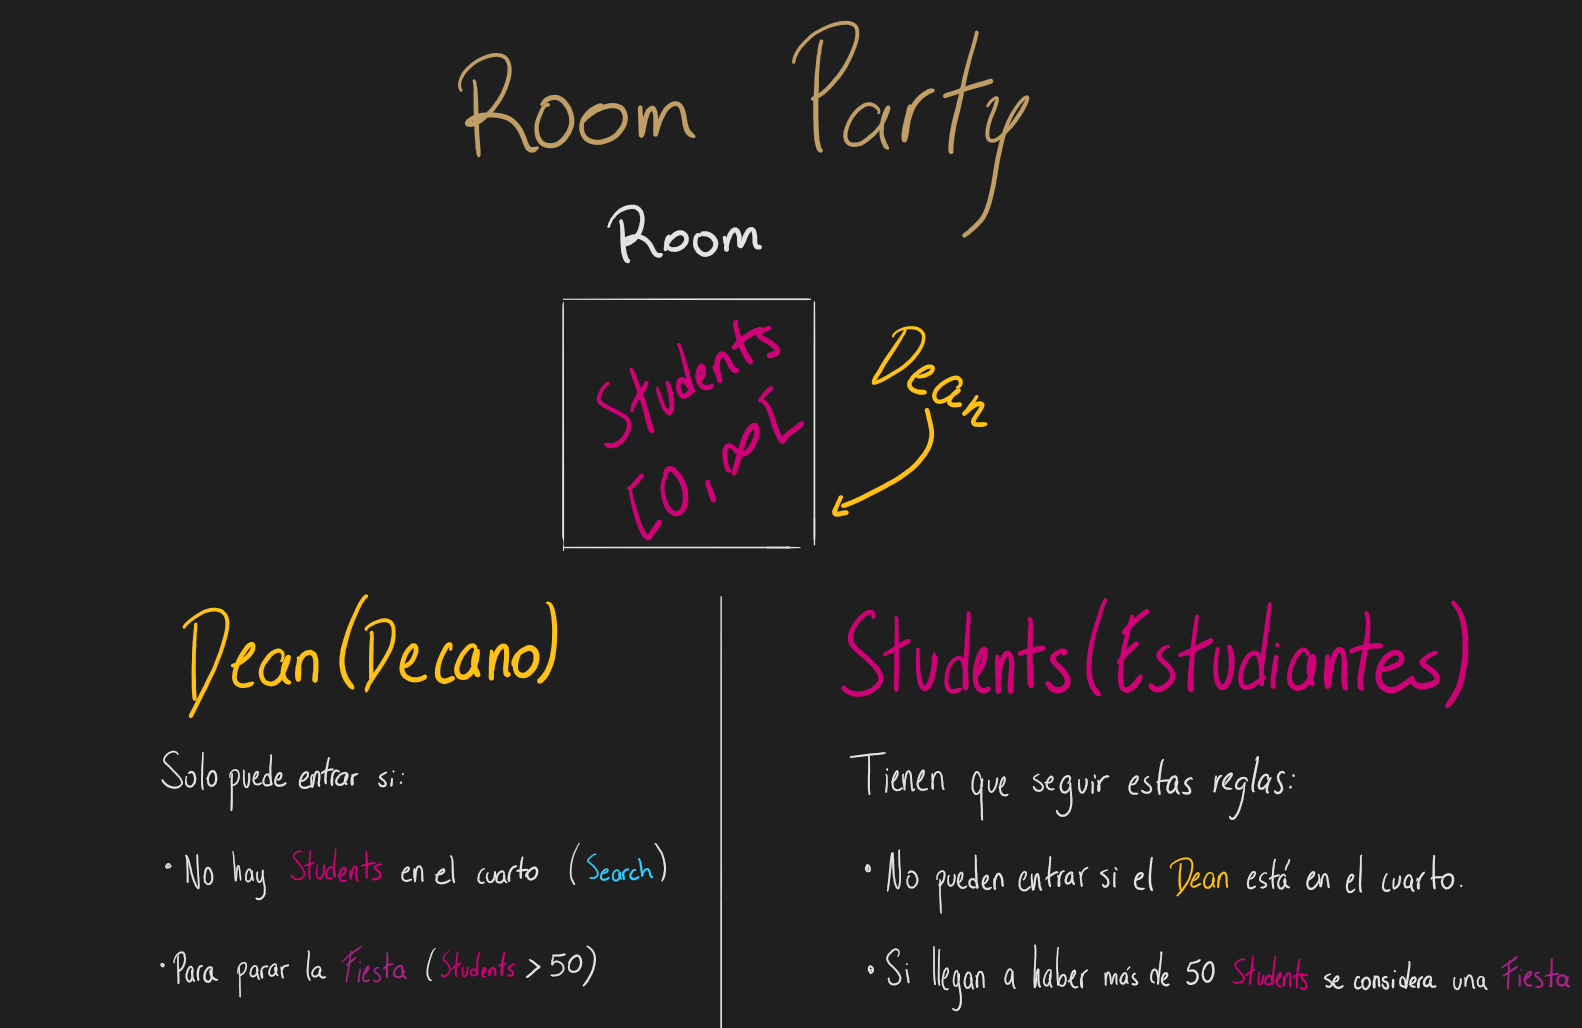 Room Party
Room
Students
[0, ∞[
Dean
Dean (Decano)
Solo puede entrar si:
• No hay Students en el cuarto (Search)
• Para parar la Fiesta (Students > 50)
Students (Estudiantes)
Tienen que seguir estas reglas:
• No pueden entrar si el Dean está en el cuarto.
• Si llegan a haber más de 50 Students se considera una Fiesta